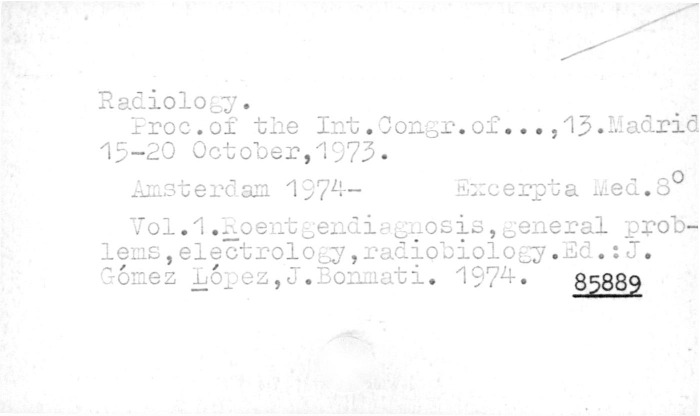 Radiology.
Proc.of the Int.Congr.of...,13.Madrid
15-20 October,1973.
Amsterdam 1974- Excerpta Med.8°
Vol.1.Roentgendiagnosis,general prob-
lems,electrology,radiobiology.Ed.:J.
Gómez López,J.Bonmati. 1974. 85889